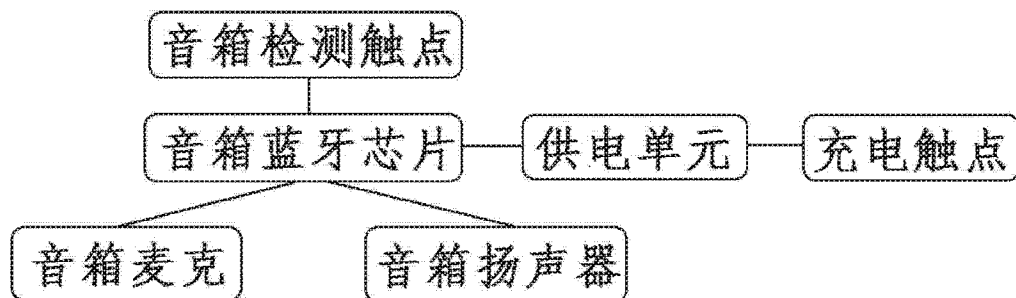 音箱检测触点
音箱蓝牙芯片
供电单元
充电触点
音箱麦克
音箱扬声器